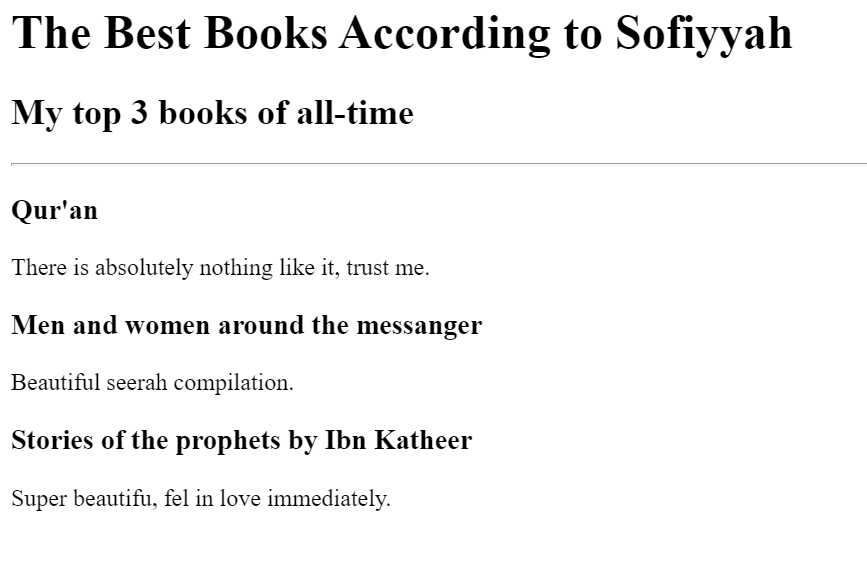 The Best Books According to Sofiyyah
My top 3 books of all-time
Qur'an
There is absolutely nothing like it, trust me.
Men and women around the messanger
Beautiful seerah compilation.
Stories of the prophets by Ibn Katheer
Super beautifu, fel in love immediately.